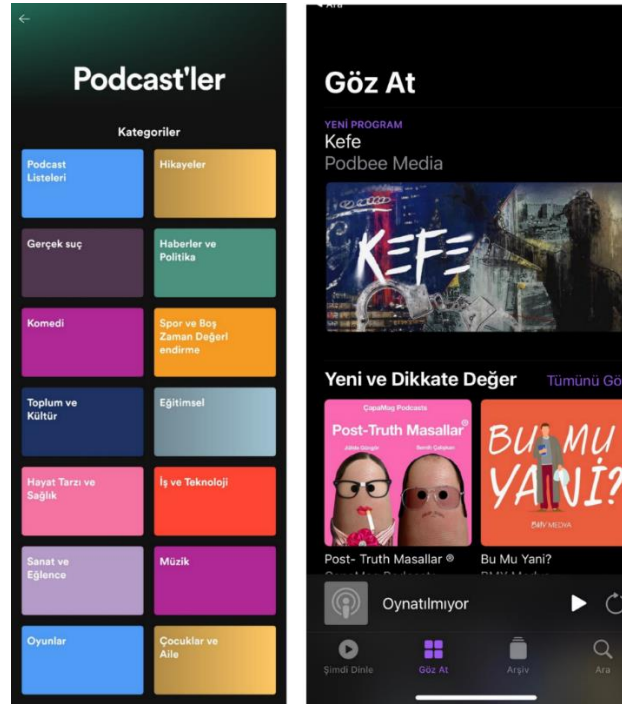 Podcast'ler
Kategoriler
Podcast
Listeleri
Hikayeler
Gerçek suç
Haberler ve
Politika
Komedi
Spor ve Boş
Zaman Değerl
endirme
Toplum ve
Kültür
Eğitimsel
Hayat Tarzı ve
Sağlık
İş ve Teknoloji
Sanat ve
Eğlence
Müzik
Oyunlar
Çocuklar ve
Aile
Ara
Göz At
YENİ PROGRAM
Kefe
Podbee Media
KEFE
Yeni ve Dikkate Değer
Tümünü Gö
ÇapaMag Podcasts
Post-Truth Masallar®
BU MU
YANİ?
BMV MEDYA
Post- Truth Masallar ®
Bu Mu Yani?
Oynatılmıyor
Şimdi Dinle
Göz At
Arşiv
Ara